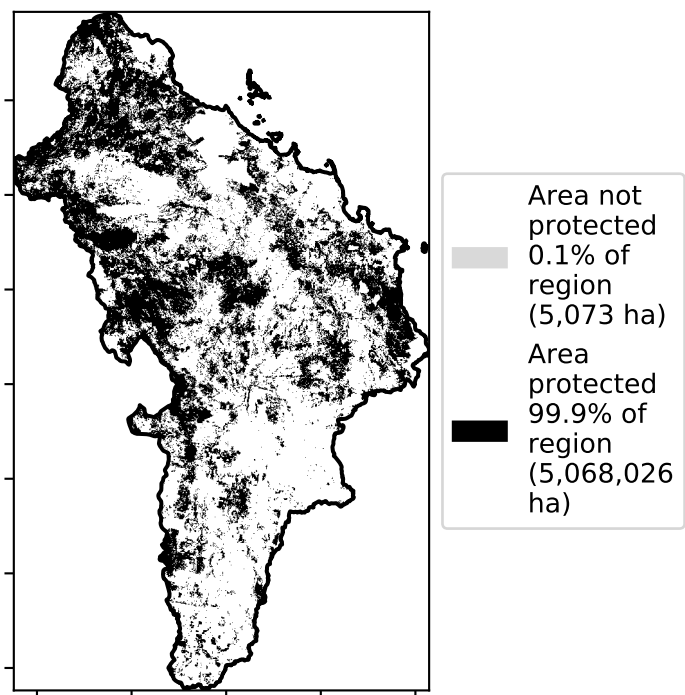 Area not
protected
0.1% of
region
(5,073 ha)
Area
protected
99.9% of
region
(5,068,026
ha)